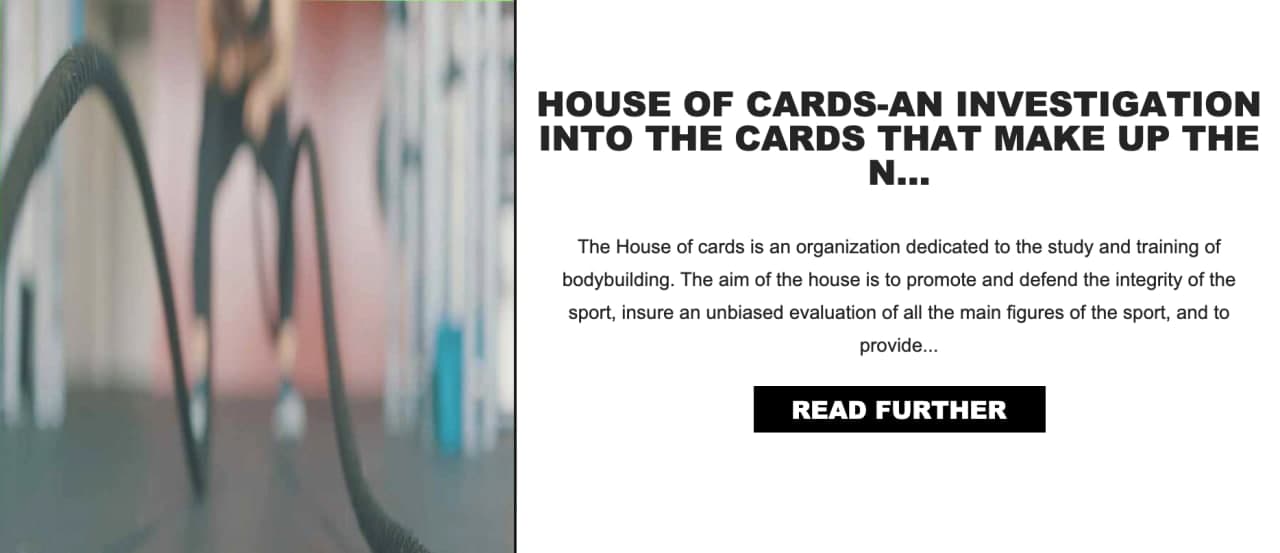 HOUSE OF CARDS-AN INVESTIGATION
INTO THE CARDS THAT MAKE UP THE
N...
The House of cards is an organization dedicated to the study and training of
bodybuilding. The aim of the house is to promote and defend the integrity of the
sport, insure an unbiased evaluation of all the main figures of the sport, and to
provide...
READ FURTHER